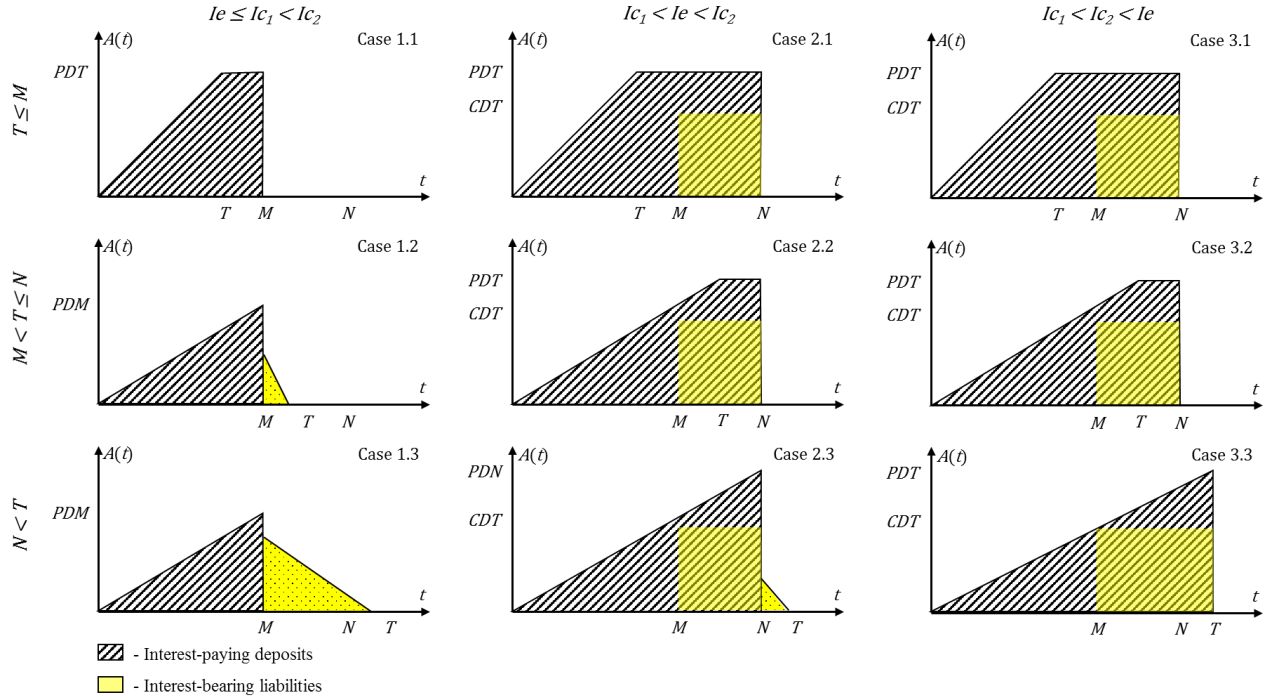 Ie ≤ Ic₁ < Ic₂
Ic₁ < Ie < Ic₂
Ic₁ < Ic₂ < Ie
T ≤ M
A(t)
Case 1.1
PDT
t
T M N
A(t)
Case 2.1
PDT
CDT
t
T M N
A(t)
Case 3.1
PDT
CDT
t
T M N
M < T ≤ N
A(t)
Case 1.2
PDM
t
M T N
A(t)
Case 2.2
PDT
CDT
t
M T N
A(t)
Case 3.2
PDT
CDT
t
M T N
N < T
A(t)
Case 1.3
PDM
t
M N T
A(t)
Case 2.3
PDN
CDT
t
M N T
A(t)
Case 3.3
PDT
CDT
t
M N T
- Interest-paying deposits
- Interest-bearing liabilities